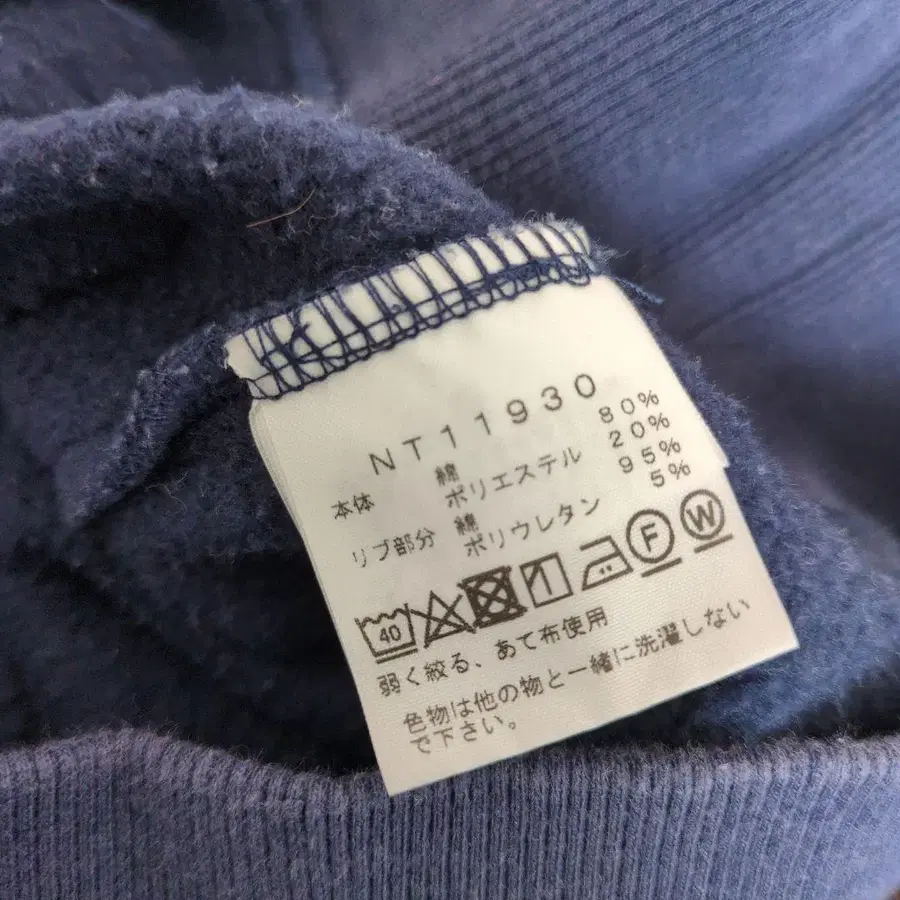 NT11930
本体 綿 80%
ポリエステル 20%
リブ部分 綿 95%
ポリウレタン 5%
40 F W
弱く絞る、あて布使用
色物は他の物と一緒に洗濯しない
で下さい。